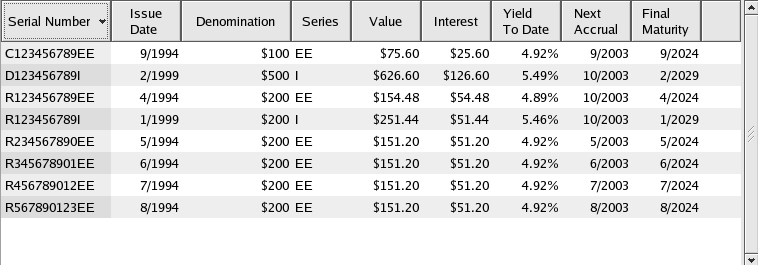 Serial Number Issue Date Denomination Series Value Interest Yield To Date Next Accrual Final Maturity
C123456789EE 9/1994 $100 EE $75.60 $25.60 4.92% 9/2003 9/2024
D123456789I 2/1999 $500 I $626.60 $126.60 5.49% 10/2003 2/2029
R123456789EE 4/1994 $200 EE $154.48 $54.48 4.89% 10/2003 4/2024
R123456789I 1/1999 $200 I $251.44 $51.44 5.46% 10/2003 1/2029
R234567890EE 5/1994 $200 EE $151.20 $51.20 4.92% 5/2003 5/2024
R345678901EE 6/1994 $200 EE $151.20 $51.20 4.92% 6/2003 6/2024
R456789012EE 7/1994 $200 EE $151.20 $51.20 4.92% 7/2003 7/2024
R567890123EE 8/1994 $200 EE $151.20 $51.20 4.92% 8/2003 8/2024